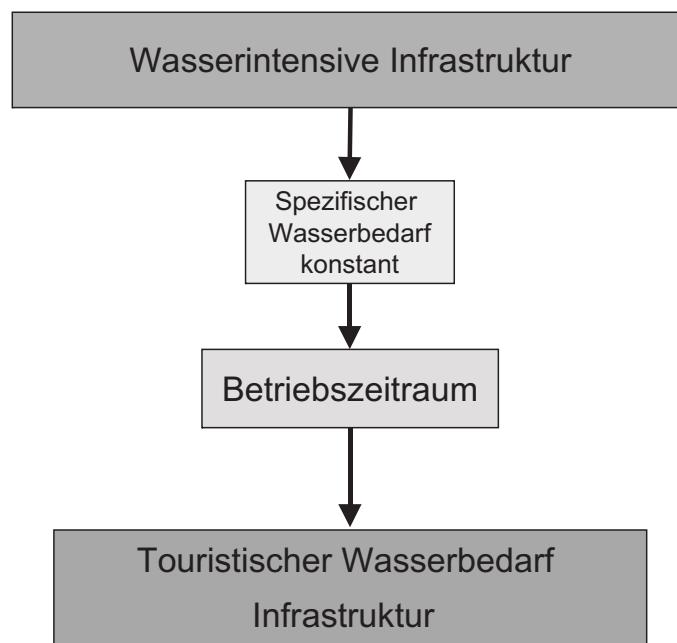 Wasserintensive Infrastruktur
Spezifischer
Wasserbedarf
konstant
Betriebszeitraum
Touristischer Wasserbedarf
Infrastruktur